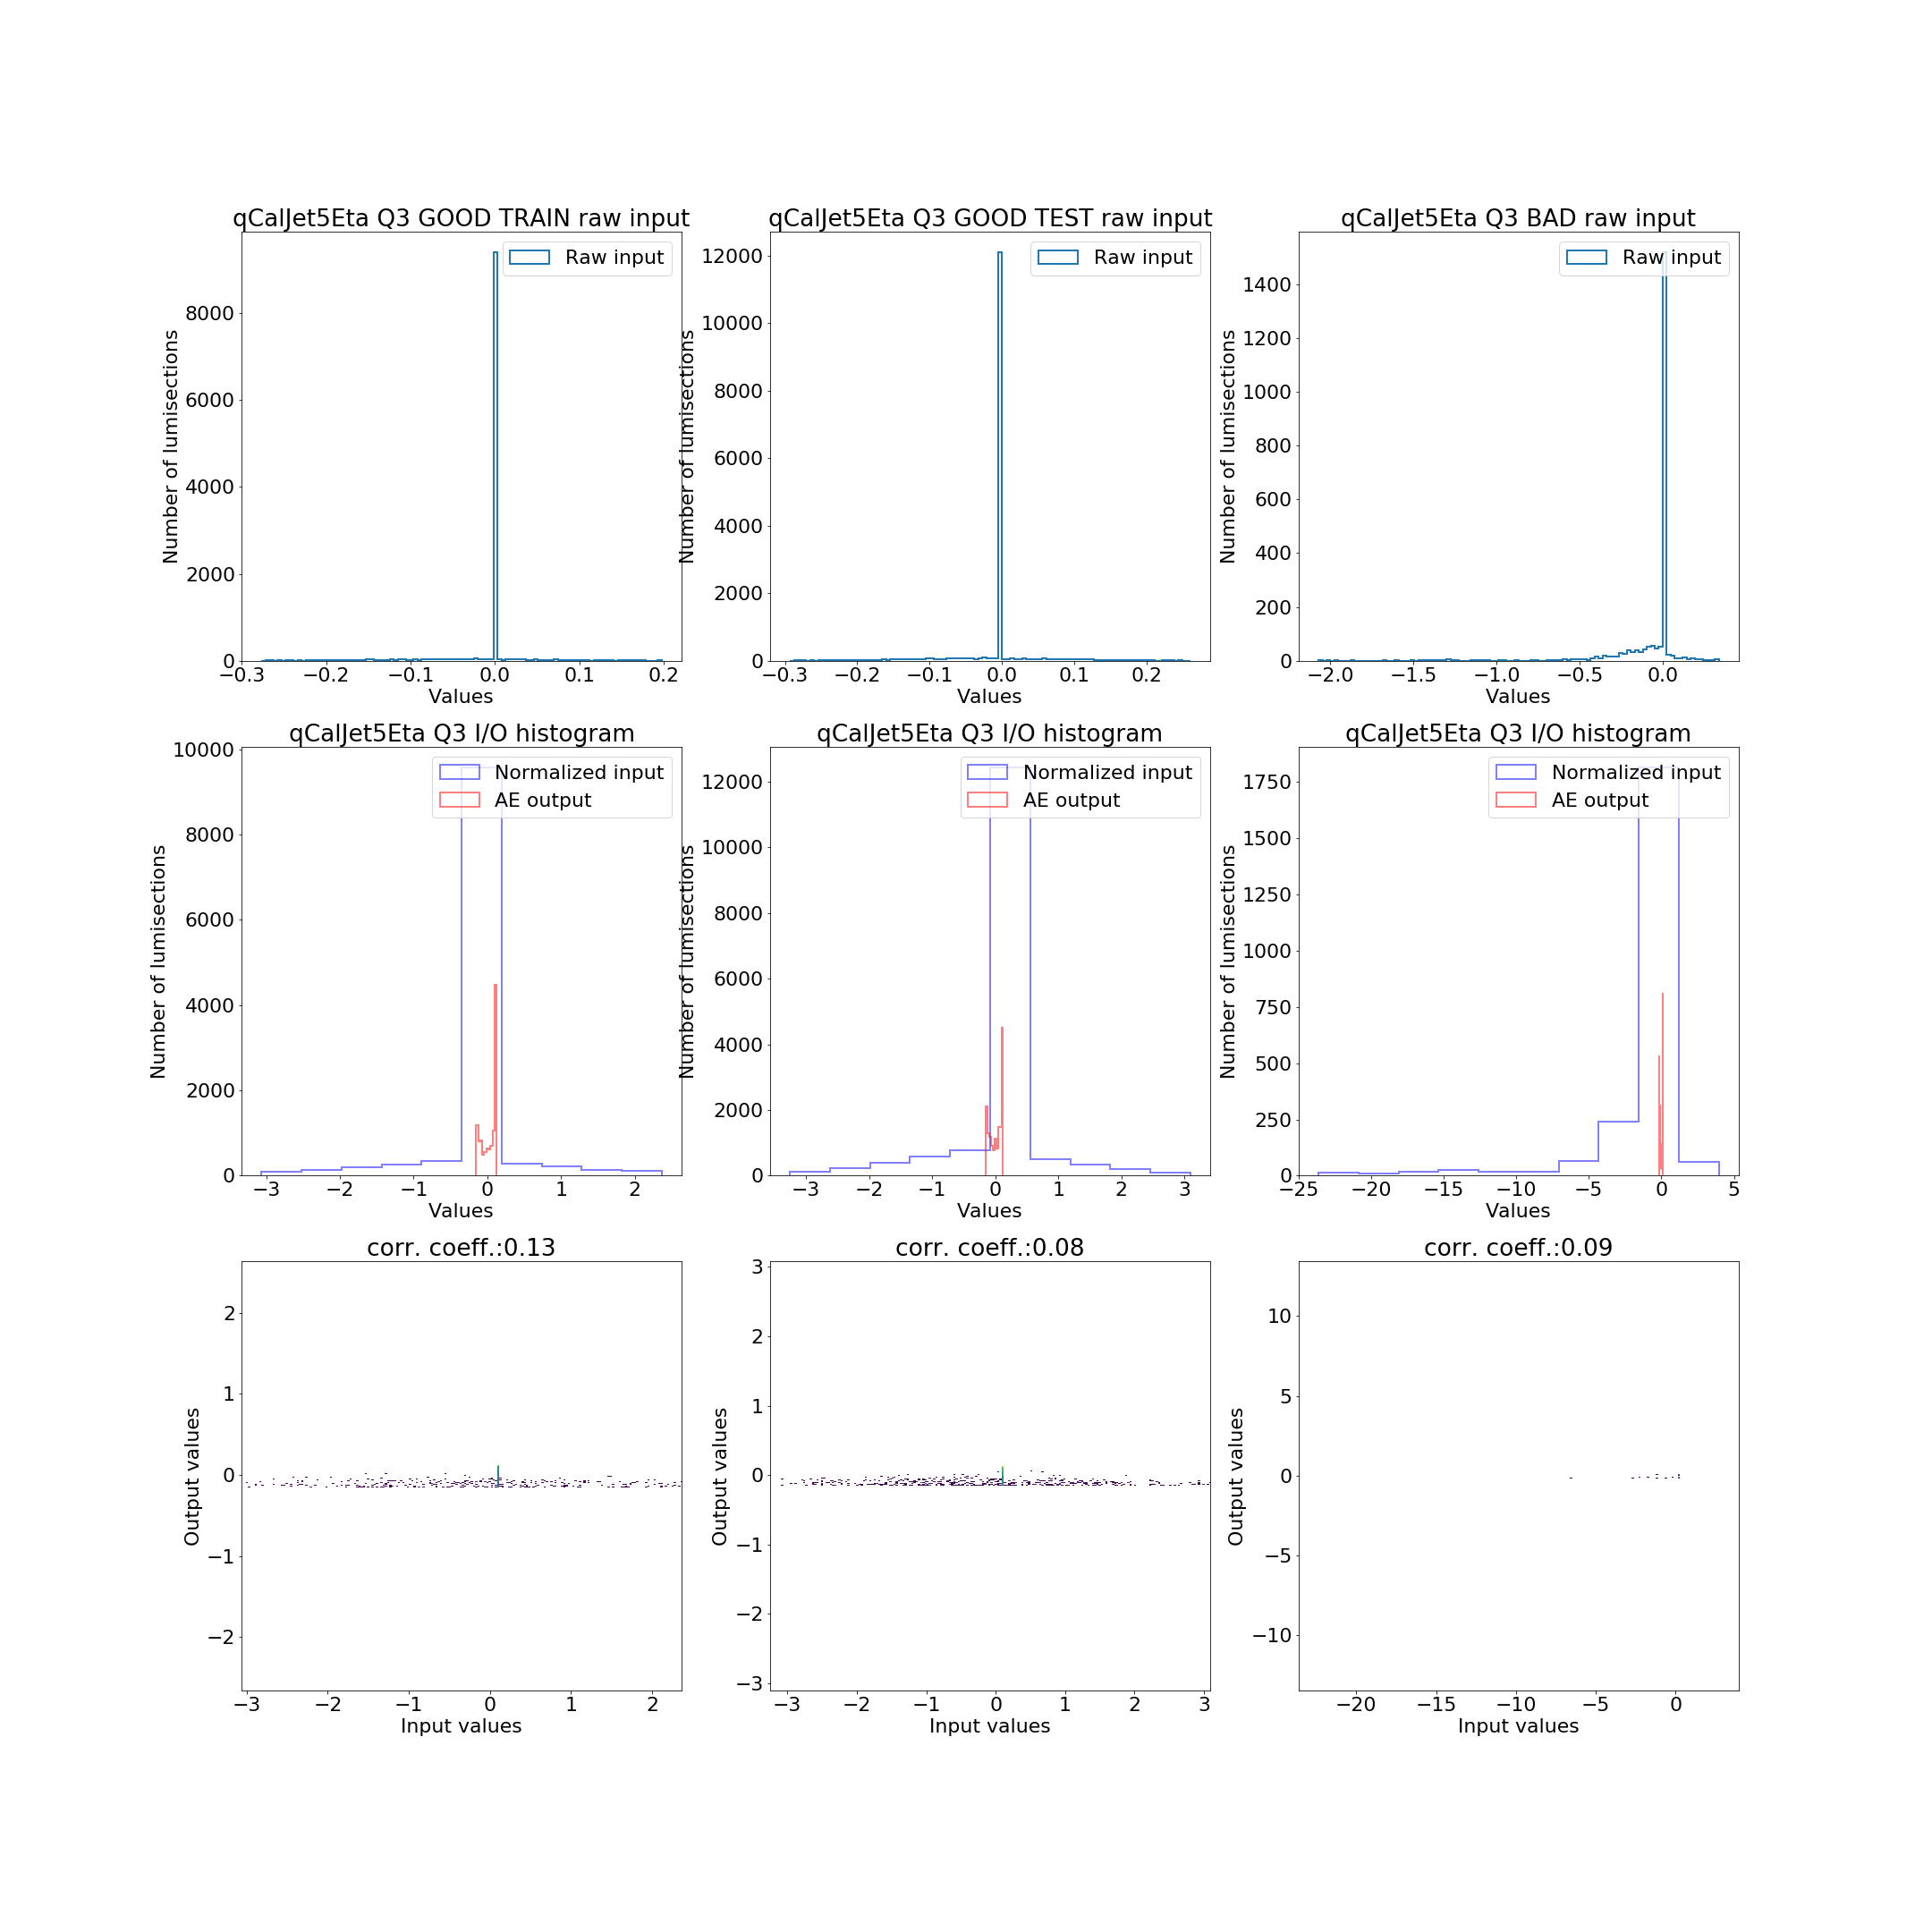 qCalJet5Eta Q3 GOOD TRAIN raw input
Raw input
Number of lumisections
0
2000
4000
6000
8000
−0.3 −0.2 −0.1 0.0 0.1 0.2
Values
qCalJet5Eta Q3 GOOD TEST raw input
Raw input
Number of lumisections
0
2000
4000
6000
8000
10000
12000
−0.3 −0.2 −0.1 0.0 0.1 0.2
Values
qCalJet5Eta Q3 BAD raw input
Raw input
Number of lumisections
0
200
400
600
800
1000
1200
1400
−2.0 −1.5 −1.0 −0.5 0.0
Values
qCalJet5Eta Q3 I/O histogram
Normalized input
AE output
Number of lumisections
0
2000
4000
6000
8000
10000
−3 −2 −1 0 1 2
Values
qCalJet5Eta Q3 I/O histogram
Normalized input
AE output
Number of lumisections
0
2000
4000
6000
8000
10000
12000
−3 −2 −1 0 1 2 3
Values
qCalJet5Eta Q3 I/O histogram
Normalized input
AE output
Number of lumisections
0
250
500
750
1000
1250
1500
1750
−25 −20 −15 −10 −5 0 5
Values
corr. coeff.:0.13
Output values
2
1
0
−1
−2
−3 −2 −1 0 1 2
Input values
corr. coeff.:0.08
Output values
3
2
1
0
−1
−2
−3
−3 −2 −1 0 1 2 3
Input values
corr. coeff.:0.09
Output values
10
5
0
−5
−10
−20 −15 −10 −5 0
Input values